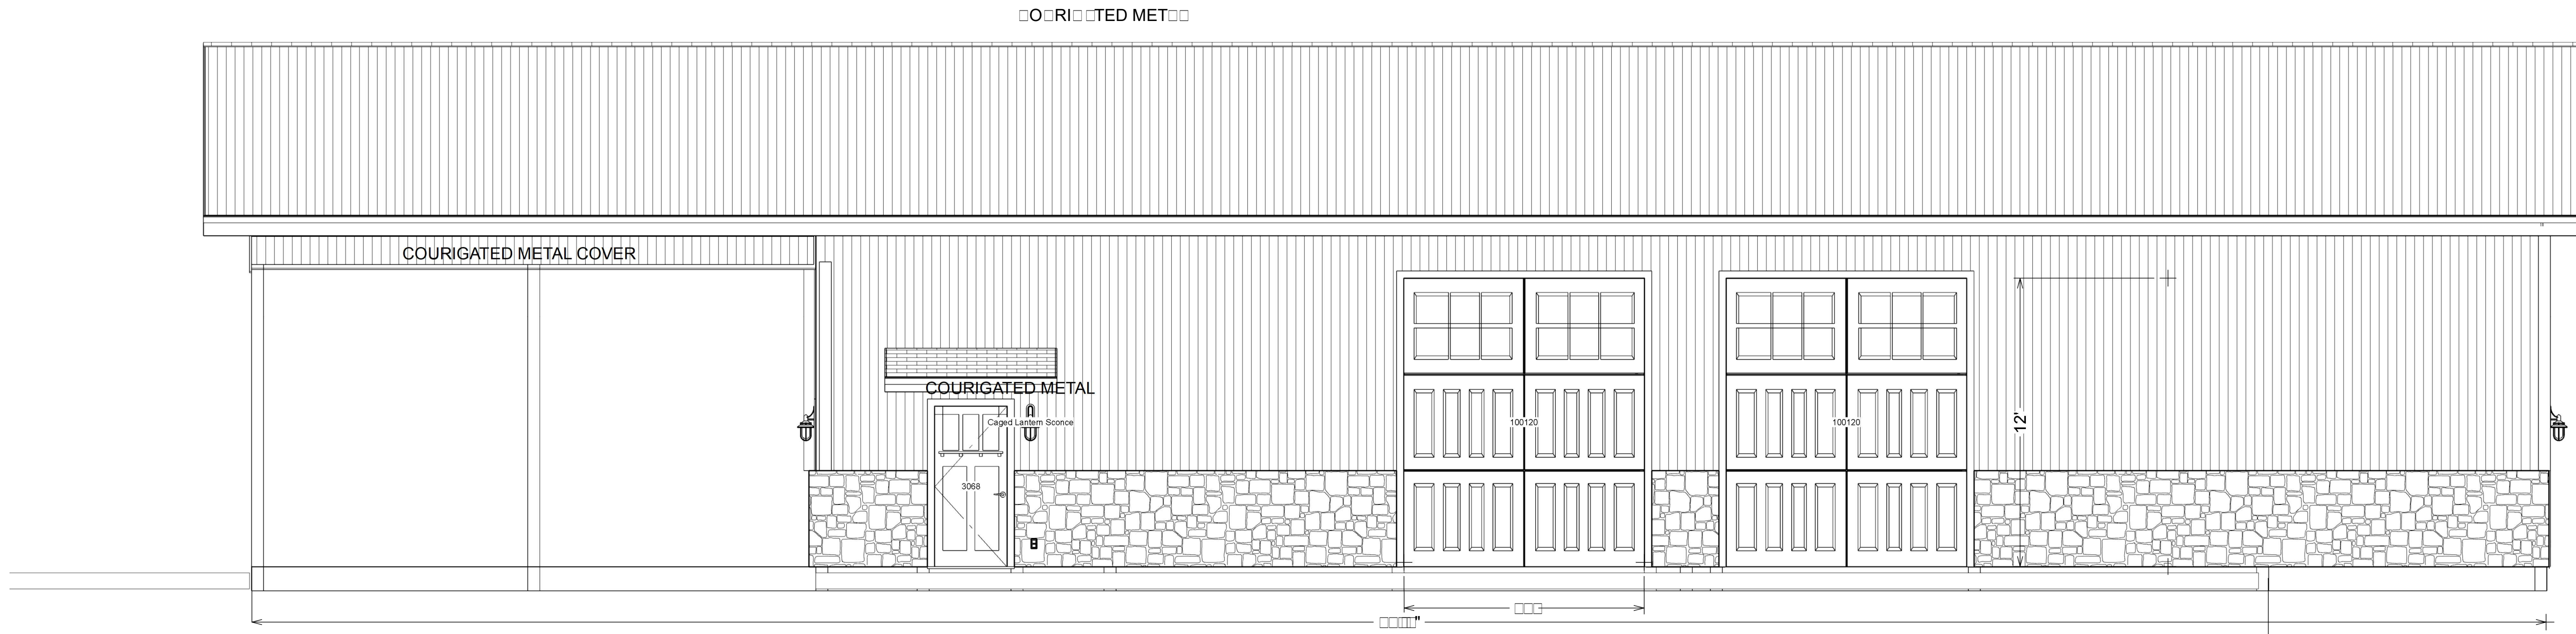 COURIGATED METAL COVER
COURIGATED METAL
Caged Lantern Sconce
100120
100120
12'
3068